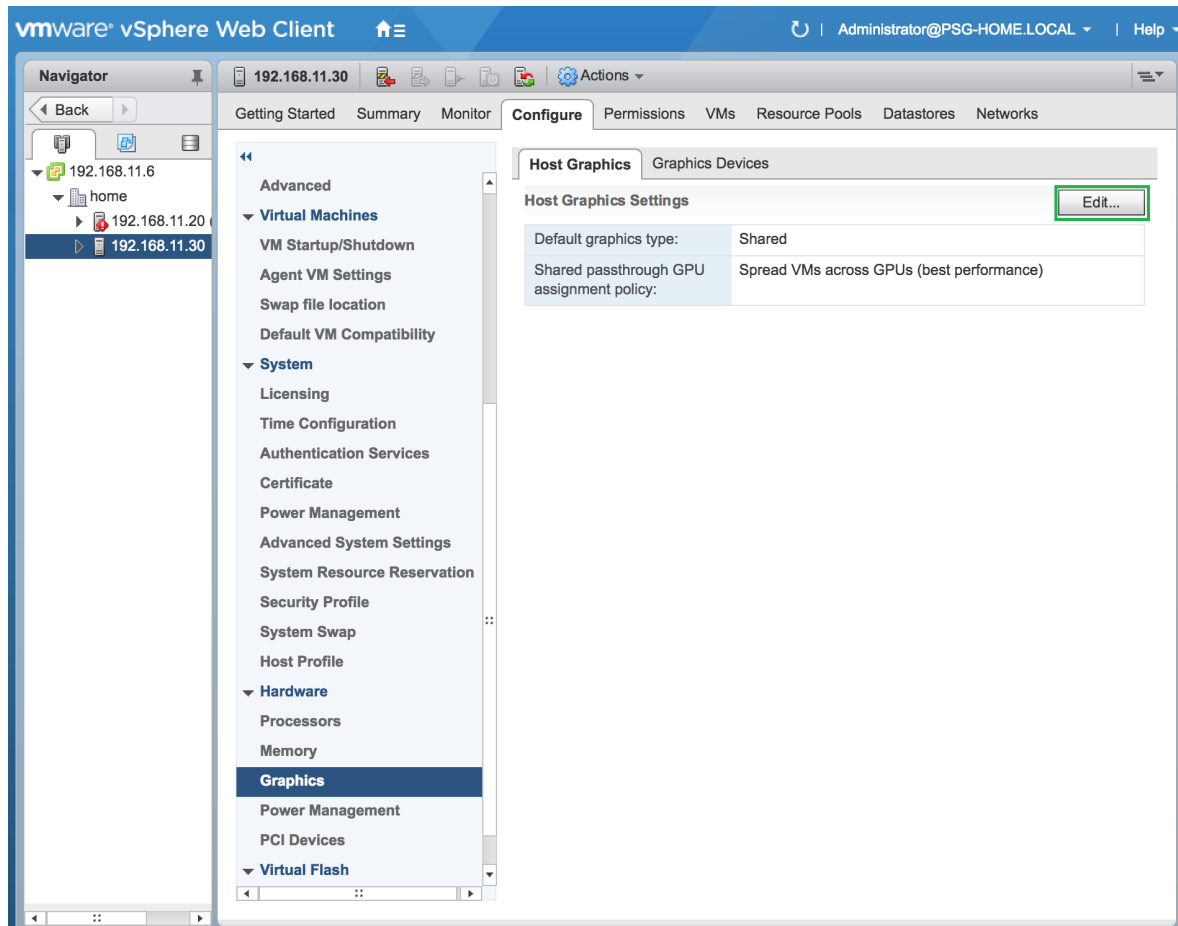 vmware® vSphere Web Client
Administrator@PSG-HOME.LOCAL
Help
Navigator
Back
192.168.11.6
home
192.168.11.20 (
192.168.11.30
192.168.11.30
Actions
Getting Started Summary Monitor Configure Permissions VMs Resource Pools Datastores Networks
Advanced
Virtual Machines
VM Startup/Shutdown
Agent VM Settings
Swap file location
Default VM Compatibility
System
Licensing
Time Configuration
Authentication Services
Certificate
Power Management
Advanced System Settings
System Resource Reservation
Security Profile
System Swap
Host Profile
Hardware
Processors
Memory
Graphics
Power Management
PCI Devices
Virtual Flash
Host Graphics Graphics Devices
Host Graphics Settings
Edit...
Default graphics type: Shared
Shared passthrough GPU Spread VMs across GPUs (best performance)
assignment policy: